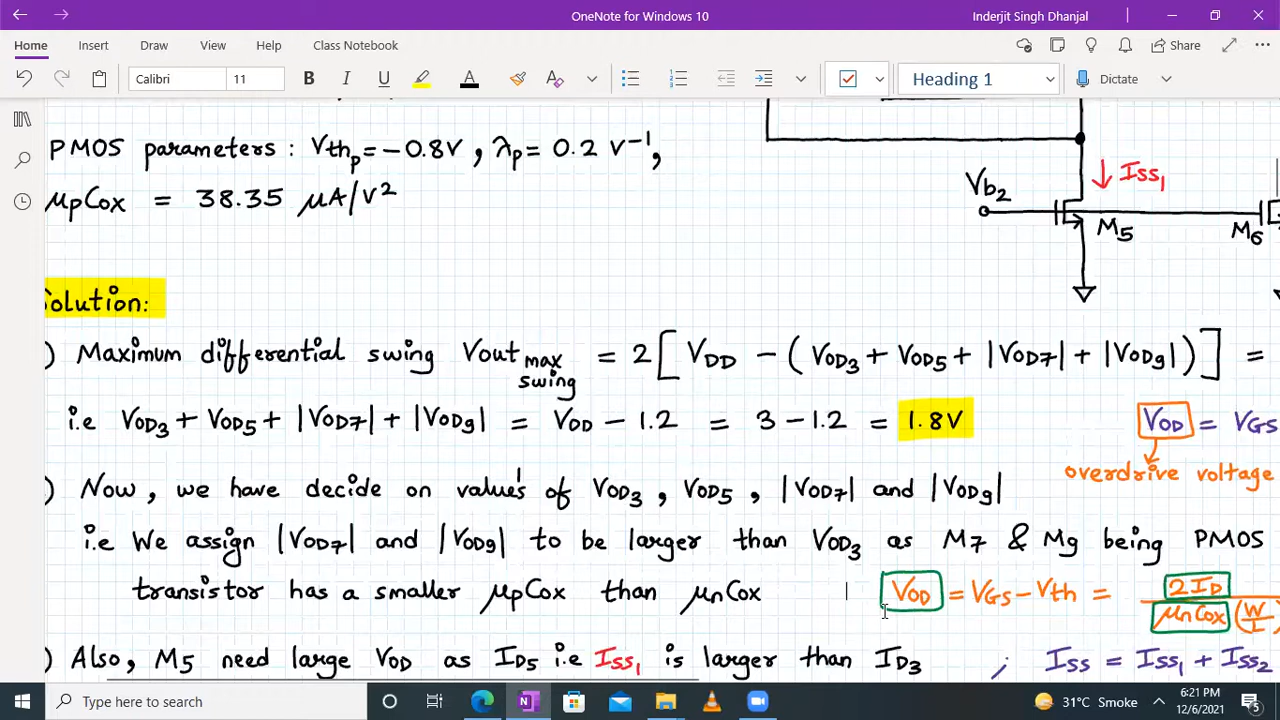 OneNote for Windows 10
Inderjit Singh Dhanjal
Home Insert Draw View Help Class Notebook Share
Calibri 11 B I U A Heading 1 Dictate
PMOS parameters : Vthp = -0.8V , λp = 0.2 V⁻¹ ,
μpCox = 38.35 μA/V²
↓ ISS1
Vb2
M5 M6
Solution:
) Maximum differential swing Vout max swing = 2 [ VDD - ( VOD3 + VOD5 + |VOD7| + |VOD9| ) ] =
i.e VOD3 + VOD5 + |VOD7| + |VOD9| = VDD - 1.2 = 3 - 1.2 = 1.8V
VOD = VGS
overdrive voltage
) Now, we have decide on values of VOD3 , VOD5 , |VOD7| and |VOD9|
i.e We assign |VOD7| and |VOD9| to be larger than VOD3 as M7 & M9 being PMOS
transistor has a smaller μpCox than μnCox
VOD = VGS - Vth = 2ID / μnCox (W/L)
) Also, M5 need large VOD as ID5 i.e ISS1 is larger than ID3 ; ISS = ISS1 + ISS2
Type here to search
31°C Smoke
6:21 PM
12/6/2021
5